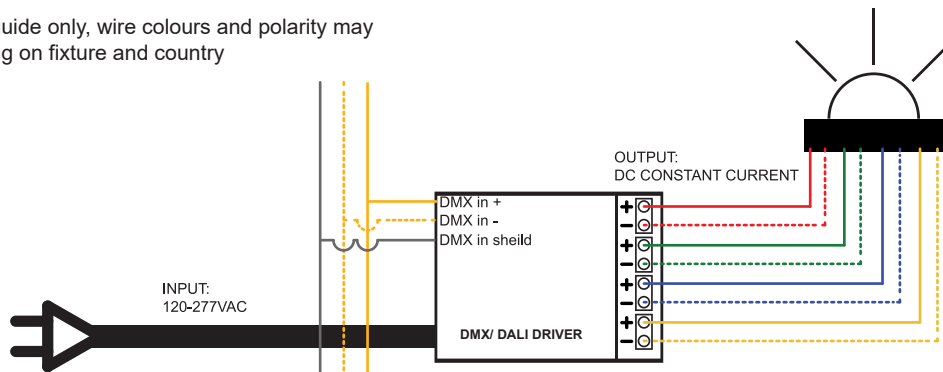 uide only, wire colours and polarity may
g on fixture and country
OUTPUT:
DC CONSTANT CURRENT
DMX in +
DMX in -
DMX in sheild
+
−
+
−
+
−
+
−
INPUT:
120-277VAC
DMX/ DALI DRIVER